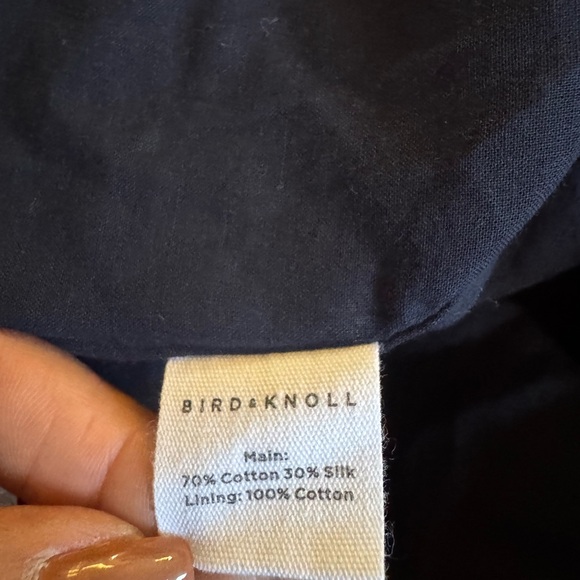 BIRD & KNOLL
Main:
70% Cotton 30% Silk
Lining: 100% Cotton